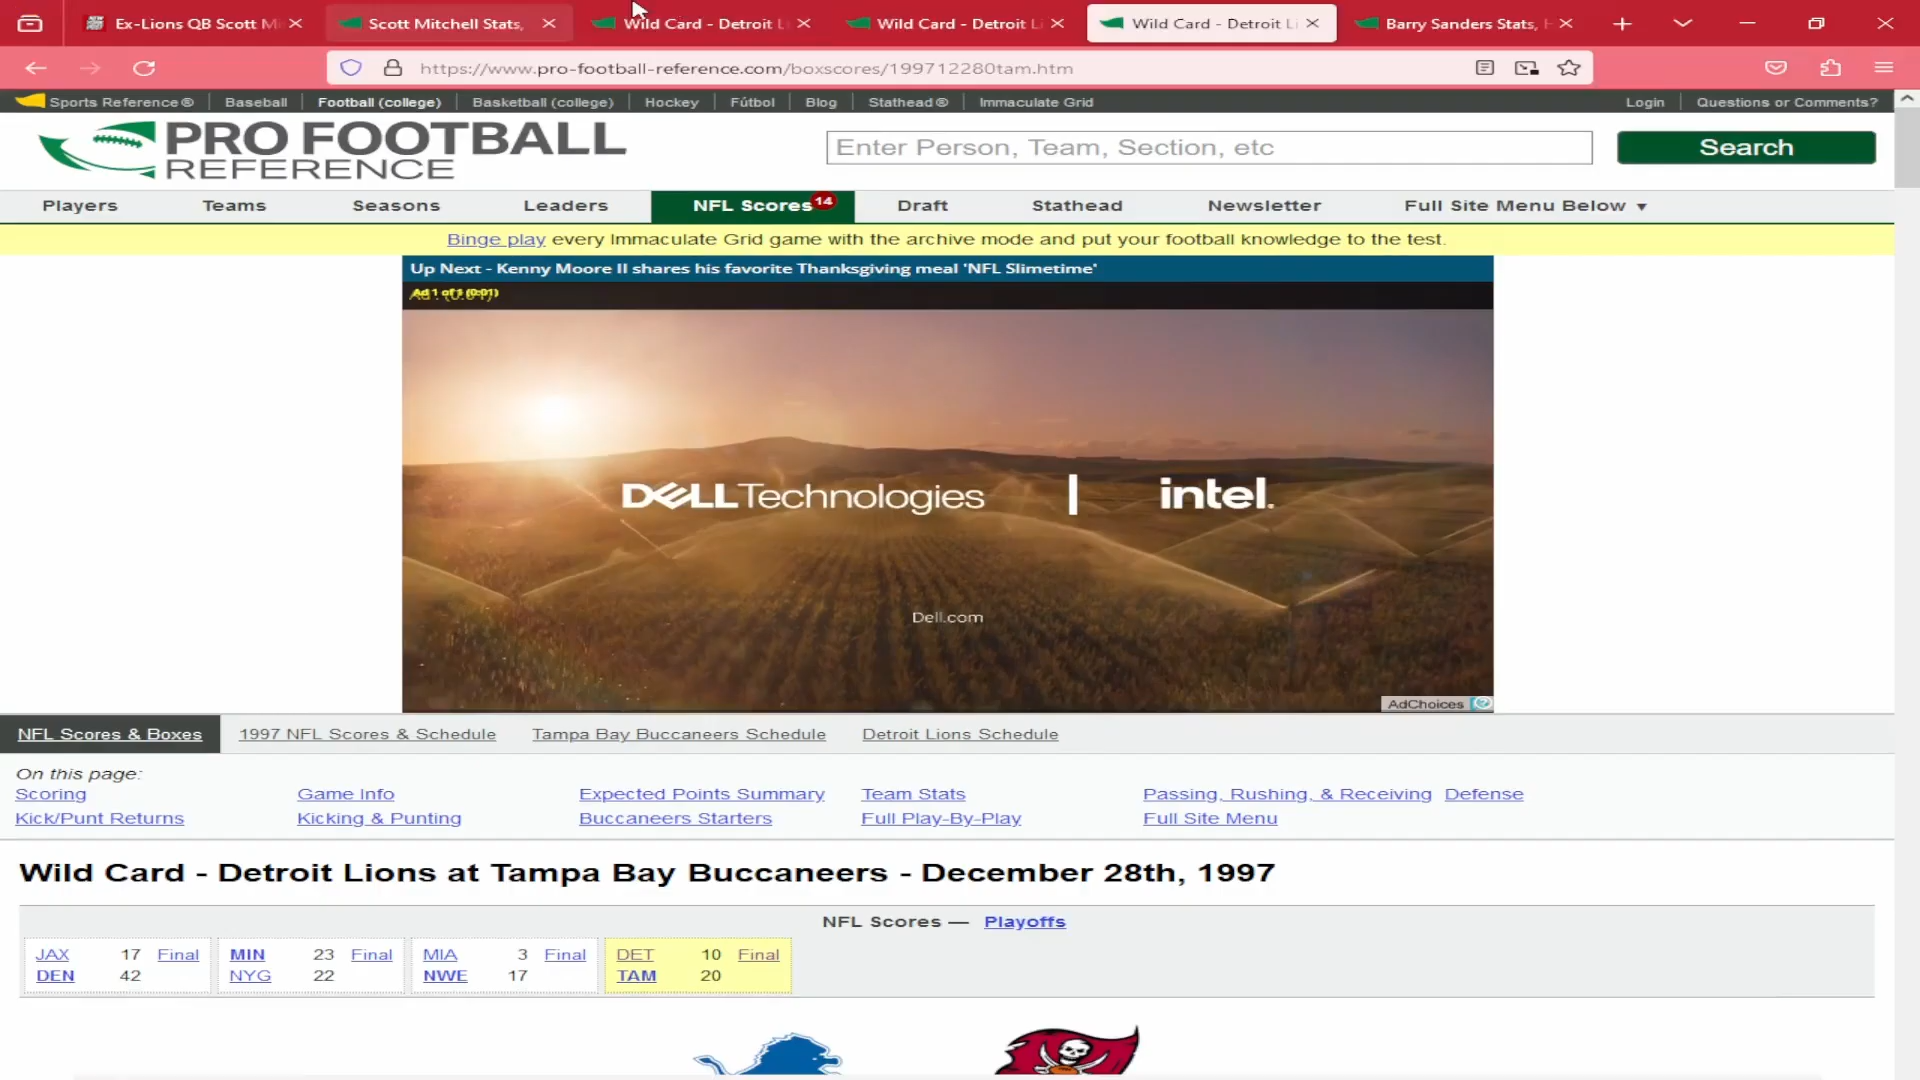 Ex-Lions QB Scott M
Scott Mitchell Stats,
Wild Card - Detroit L
Wild Card - Detroit Li
Wild Card - Detroit Li
Barry Sanders Stats, H
https://www.pro-football-reference.com/boxscores/199712280tam.htm
Sports Reference® Baseball Football (college) Basketball (college) Hockey Fútbol Blog Stathead® Immaculate Grid Login Questions or Comments?
PRO FOOTBALL
REFERENCE
Enter Person, Team, Section, etc
Search
Players Teams Seasons Leaders NFL Scores 14 Draft Stathead Newsletter Full Site Menu Below ▼
Binge play every Immaculate Grid game with the archive mode and put your football knowledge to the test.
Up Next - Kenny Moore II shares his favorite Thanksgiving meal 'NFL Slimetime'
Ad 1 of 1 (0:01)
DELLTechnologies | intel.
Dell.com
AdChoices
NFL Scores & Boxes 1997 NFL Scores & Schedule Tampa Bay Buccaneers Schedule Detroit Lions Schedule
On this page:
Scoring Game Info Expected Points Summary Team Stats Passing, Rushing, & Receiving Defense
Kick/Punt Returns Kicking & Punting Buccaneers Starters Full Play-By-Play Full Site Menu
Wild Card - Detroit Lions at Tampa Bay Buccaneers - December 28th, 1997
NFL Scores — Playoffs
JAX 17 Final MIN 23 Final MIA 3 Final DET 10 Final
DEN 42 NYG 22 NWE 17 TAM 20